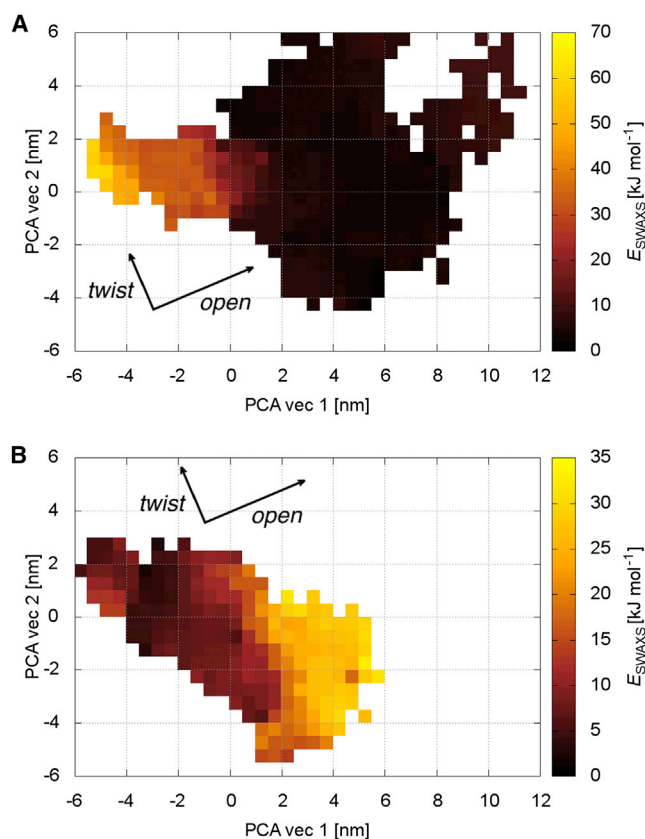 A
6
4
2
0
-2
-4
-6
PCA vec 2 [nm]
twist
open
-6 -4 -2 0 2 4 6 8 10 12
PCA vec 1 [nm]
70
60
50
40
30
20
10
0
E_SWAXS [kJ mol⁻¹]
B
6
4
2
0
-2
-4
-6
PCA vec 2 [nm]
twist
open
-6 -4 -2 0 2 4 6 8 10 12
PCA vec 1 [nm]
35
30
25
20
15
10
5
0
E_SWAXS [kJ mol⁻¹]